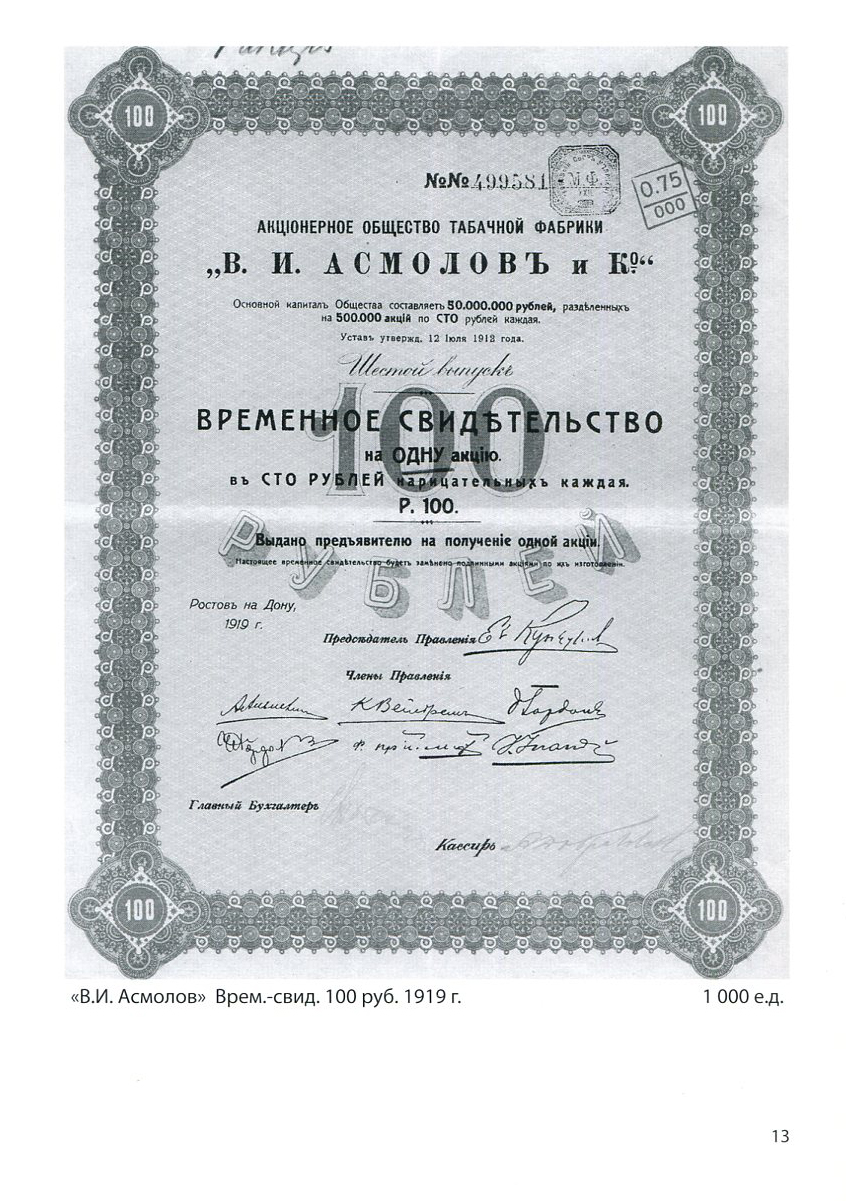 100
100
№№ 499581
М.Ф.
0.75
000
АКЦІОНЕРНОЕ ОБЩЕСТВО ТАБАЧНОЙ ФАБРИКИ
„В. И. АСМОЛОВЪ и Ко.“
Основной капиталъ Общества составляетъ 50.000.000 рублей, раздѣленныхъ
на 500.000 акцій по СТО рублей каждая.
Уставъ утвержд. 12 Іюля 1912 года.
Шестой выпускъ
100
ВРЕМЕННОЕ СВИДѢТЕЛЬСТВО
на ОДНУ акцію.
въ СТО РУБЛЕЙ нарицательныхъ каждая.
Р. 100.
РУБЛЕЙ
Выдано предъявителю на полученіе одной акціи.
Настоящее временное свидѣтельство будетъ замѣнено подлинными акціями по ихъ изготовленіи.
Ростовъ на Дону,
1919 г.
Предсѣдатель Правленія
Члены Правленія
Главный Бухгалтеръ
Кассиръ
100
100
«В.И. Асмолов» Врем.-свид. 100 руб. 1919 г. 1 000 е.д.
13